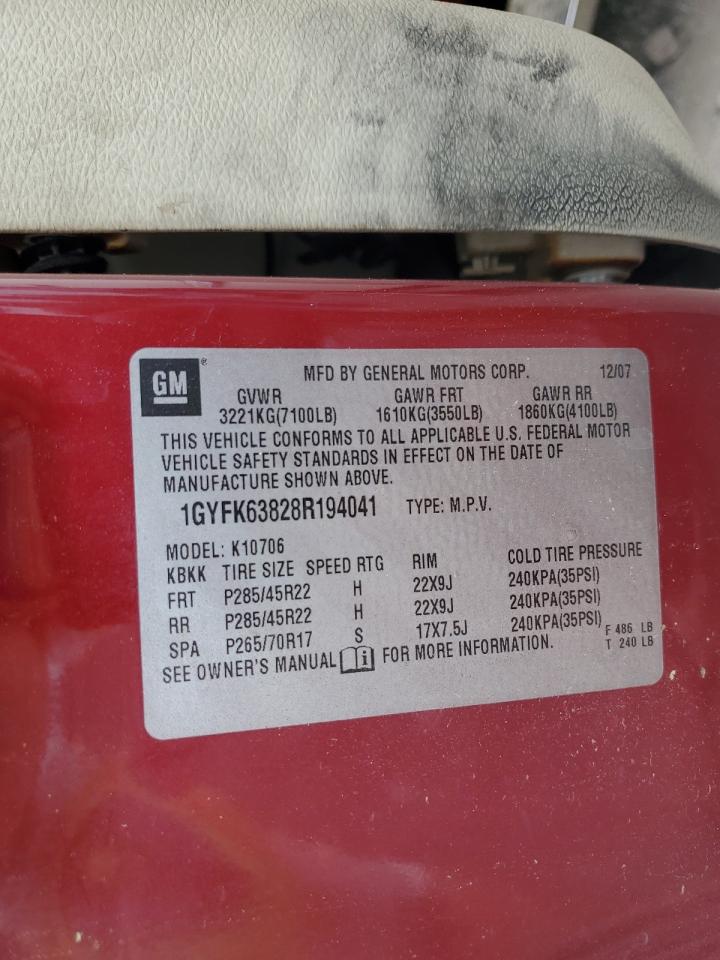 GM ® MFD BY GENERAL MOTORS CORP. 12/07
GVWR GAWR FRT GAWR RR
3221KG(7100LB) 1610KG(3550LB) 1860KG(4100LB)
THIS VEHICLE CONFORMS TO ALL APPLICABLE U.S. FEDERAL MOTOR
VEHICLE SAFETY STANDARDS IN EFFECT ON THE DATE OF
MANUFACTURE SHOWN ABOVE.
1GYFK63828R194041 TYPE: M.P.V.
MODEL: K10706
KBKK TIRE SIZE SPEED RTG RIM COLD TIRE PRESSURE
FRT P285/45R22 H 22X9J 240KPA(35PSI)
RR P285/45R22 H 22X9J 240KPA(35PSI)
SPA P265/70R17 S 17X7.5J 240KPA(35PSI) F 486 LB
T 240 LB
SEE OWNER'S MANUAL i FOR MORE INFORMATION.